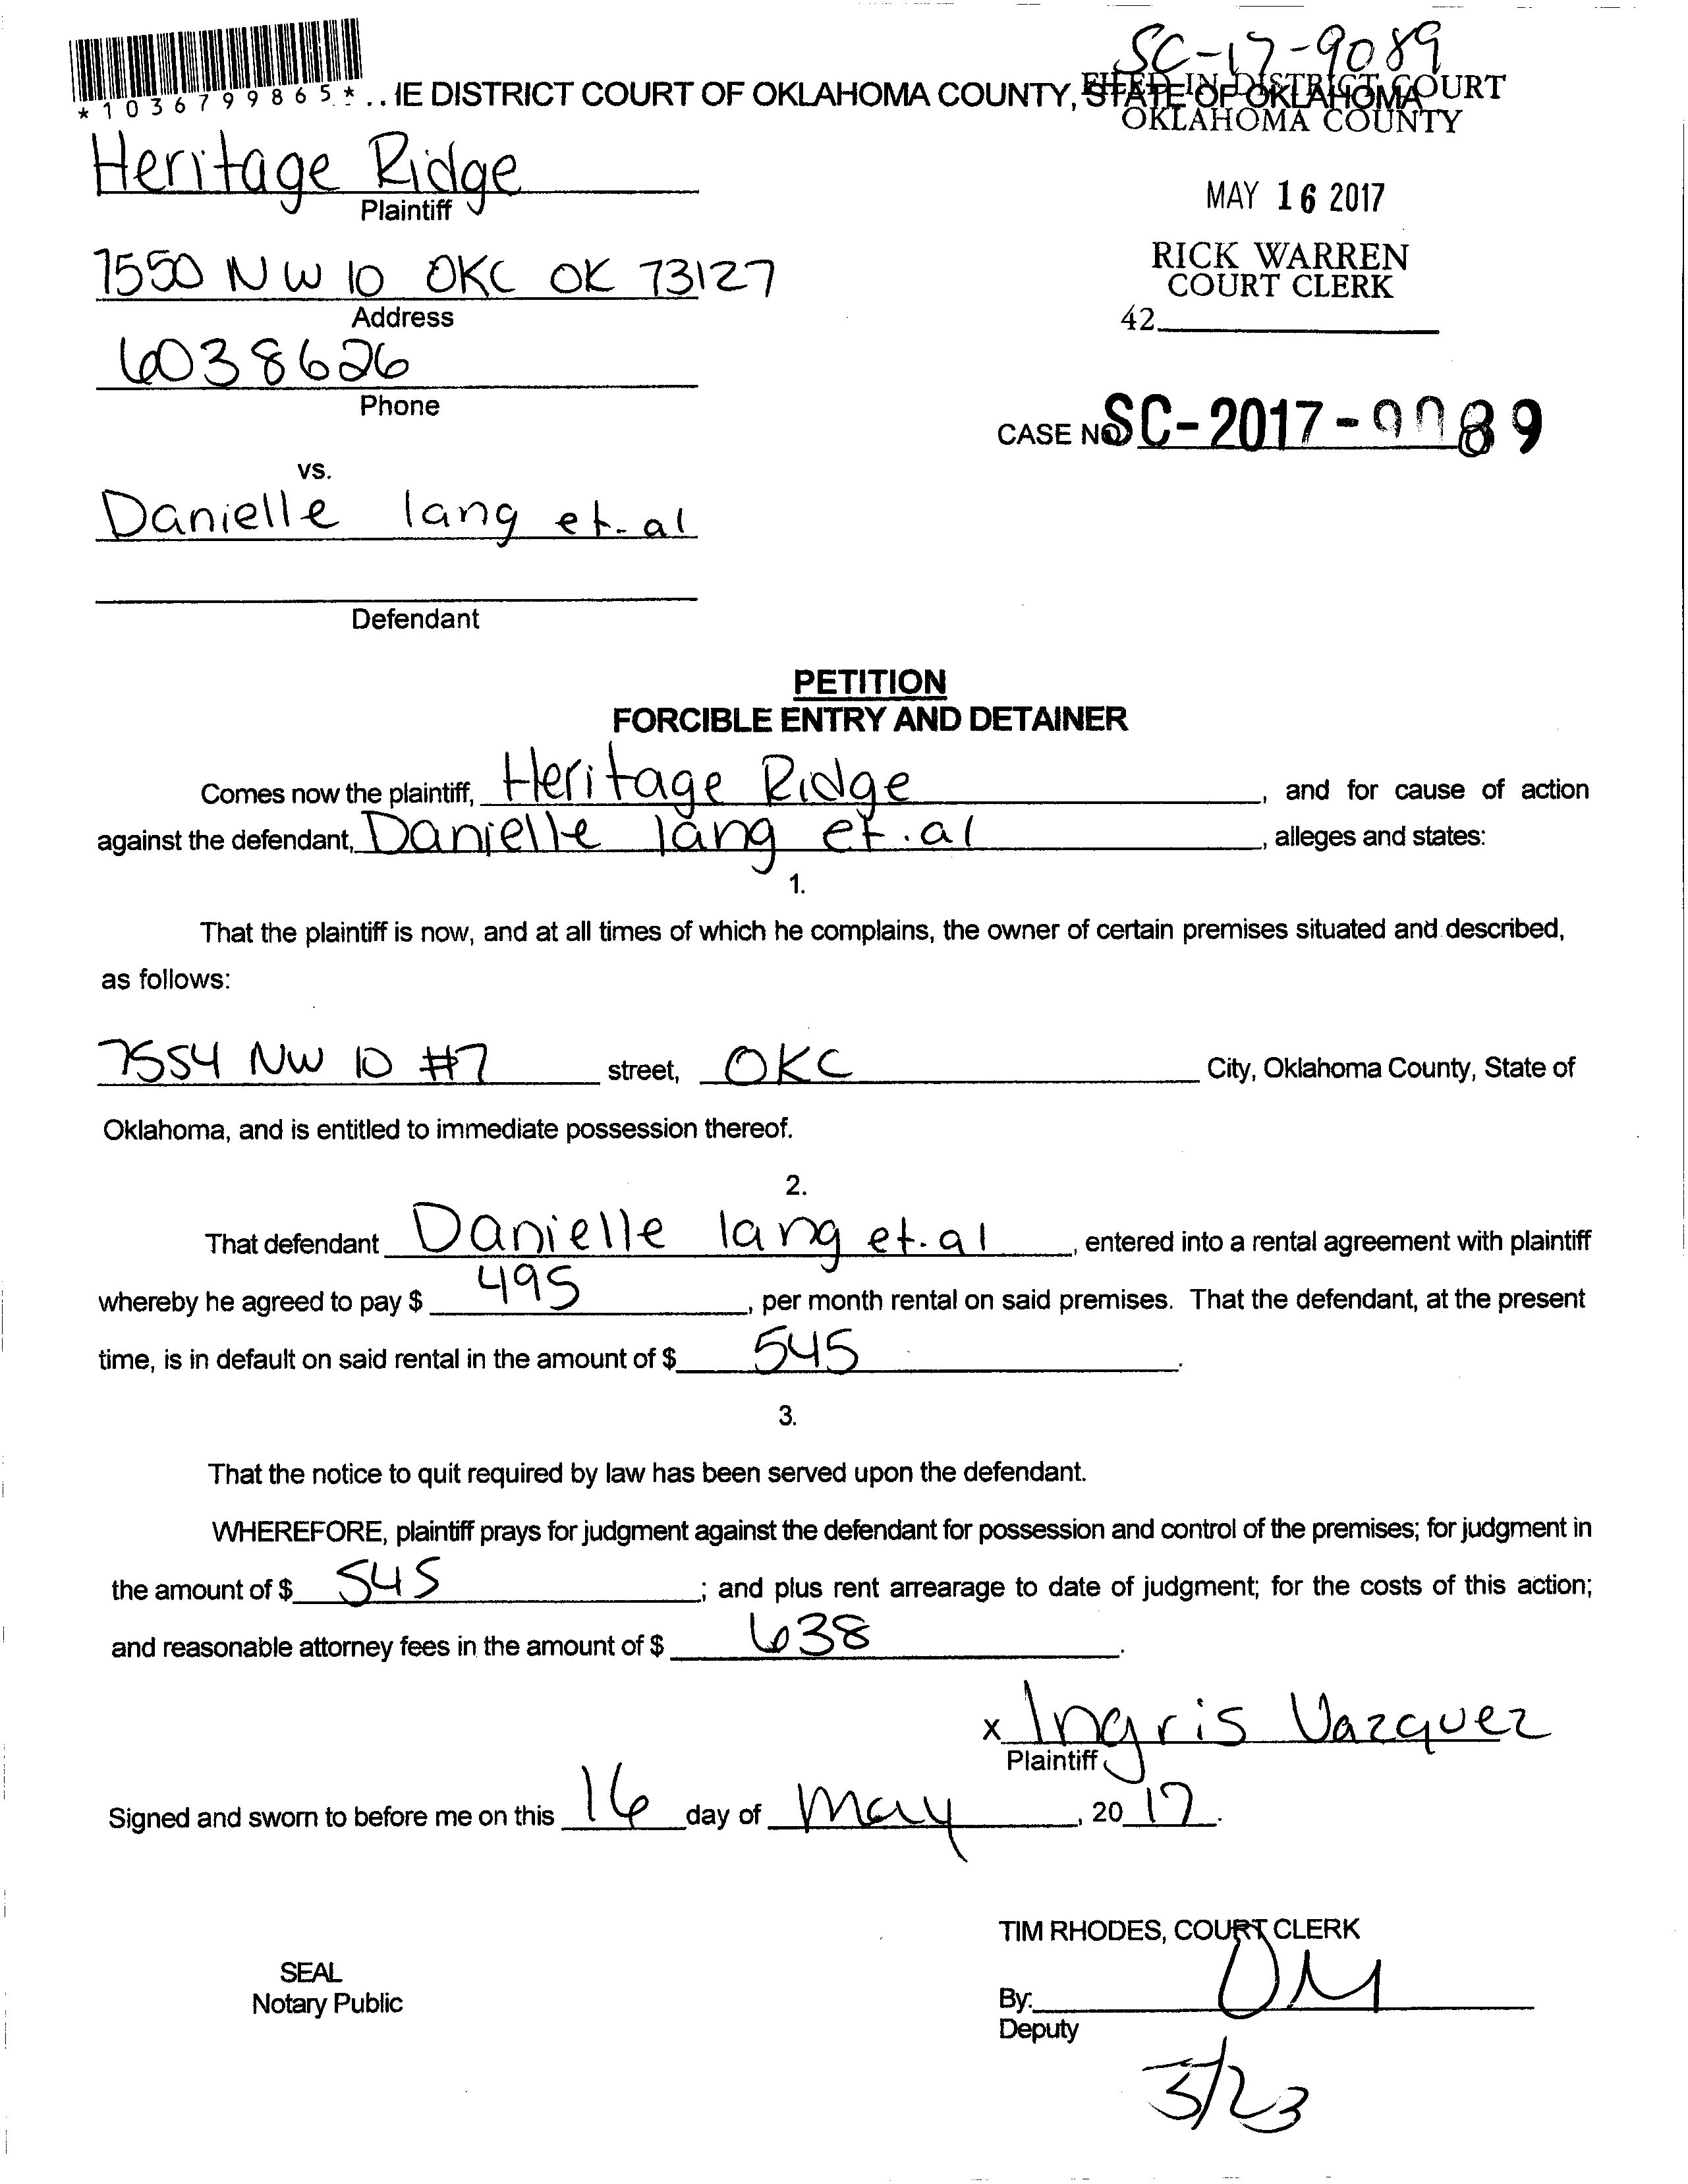 SC-17-9089
*1036799865*
IE DISTRICT COURT OF OKLAHOMA COUNTY, STATE OF OKLAHOMA
FILED IN DISTRICT COURT
OKLAHOMA COUNTY
Heritage Ridge
Plaintiff
MAY 16 2017
RICK WARREN
COURT CLERK
42
7550 NW 10 OKC OK 73127
Address
6038626
Phone
CASE NO SC-2017-9089
vs.
Danielle lang et-al
Defendant
PETITION
FORCIBLE ENTRY AND DETAINER
Comes now the plaintiff, Heritage Ridge, and for cause of action
against the defendant, Danielle lang et.al, alleges and states:
1.
That the plaintiff is now, and at all times of which he complains, the owner of certain premises situated and described,
as follows:
7554 NW 10 #7 street, OKC City, Oklahoma County, State of
Oklahoma, and is entitled to immediate possession thereof.
2.
That defendant Danielle lang et.al, entered into a rental agreement with plaintiff
whereby he agreed to pay $ 495, per month rental on said premises. That the defendant, at the present
time, is in default on said rental in the amount of $ 545.
3.
That the notice to quit required by law has been served upon the defendant.
WHEREFORE, plaintiff prays for judgment against the defendant for possession and control of the premises; for judgment in
the amount of $ 545; and plus rent arrearage to date of judgment; for the costs of this action;
and reasonable attorney fees in the amount of $ 638.
x Ingris Vazquez
Plaintiff
Signed and sworn to before me on this 16 day of May, 2017.
TIM RHODES, COURT CLERK
SEAL
Notary Public
By: DM
Deputy
5/23